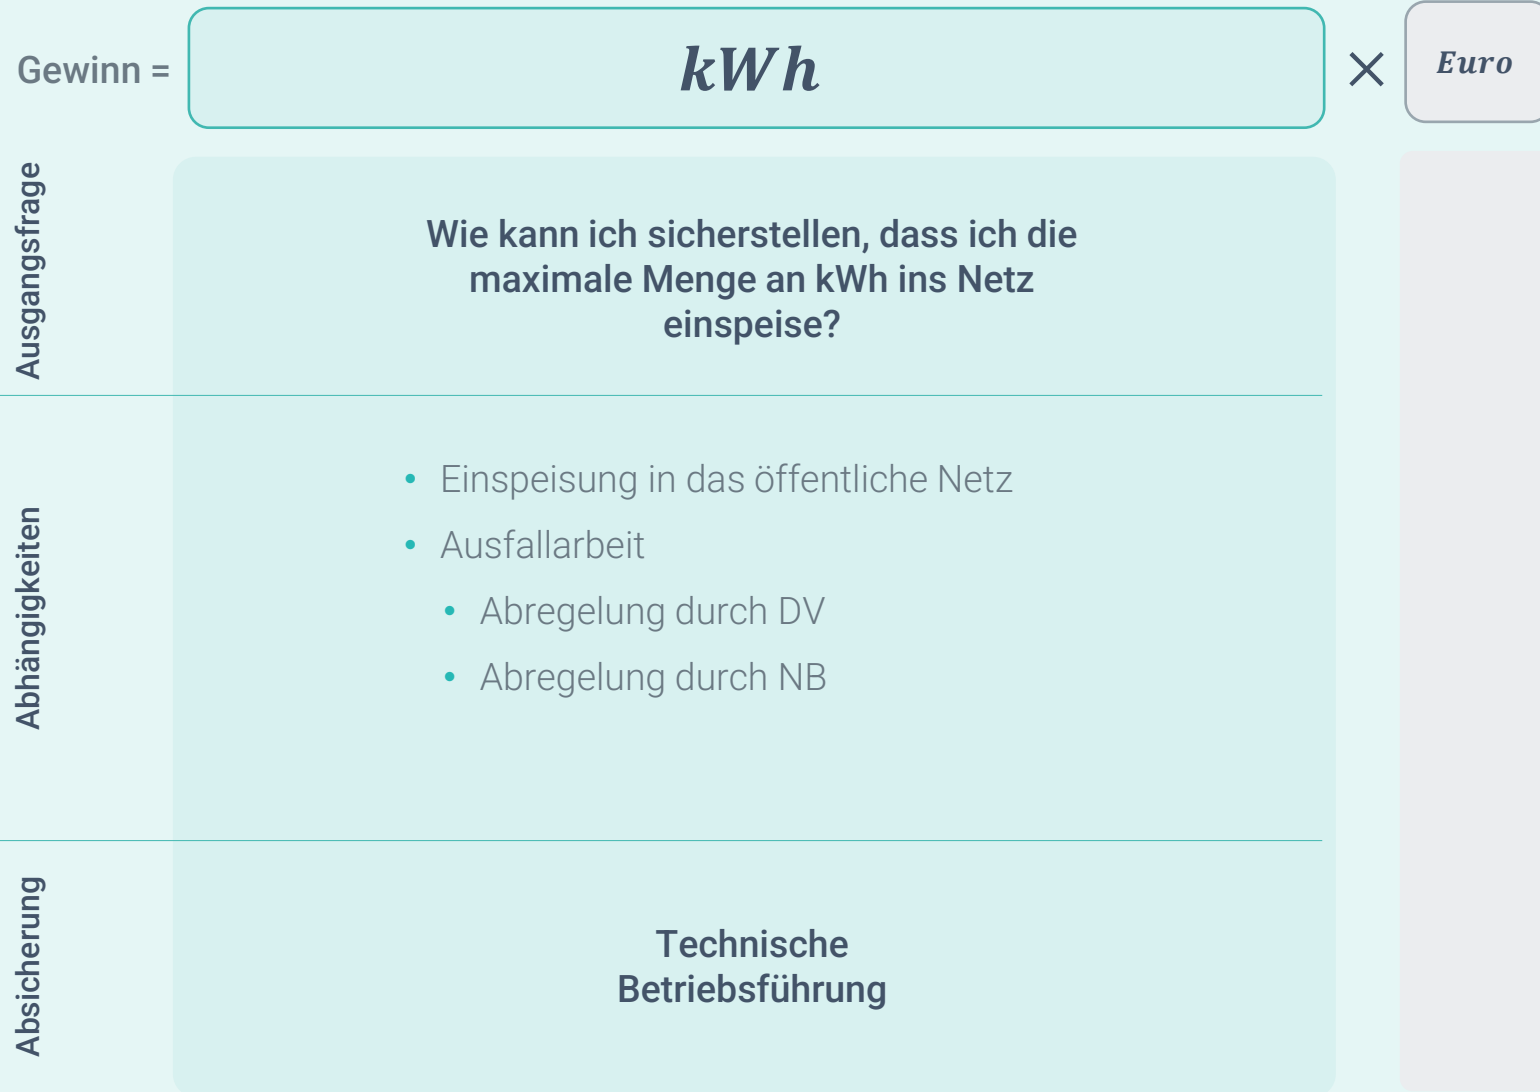 Gewinn =
kWh
×
Euro
Ausgangsfrage
Wie kann ich sicherstellen, dass ich die
maximale Menge an kWh ins Netz
einspeise?
Abhängigkeiten
• Einspeisung in das öffentliche Netz
• Ausfallarbeit
• Abregelung durch DV
• Abregelung durch NB
Absicherung
Technische
Betriebsführung